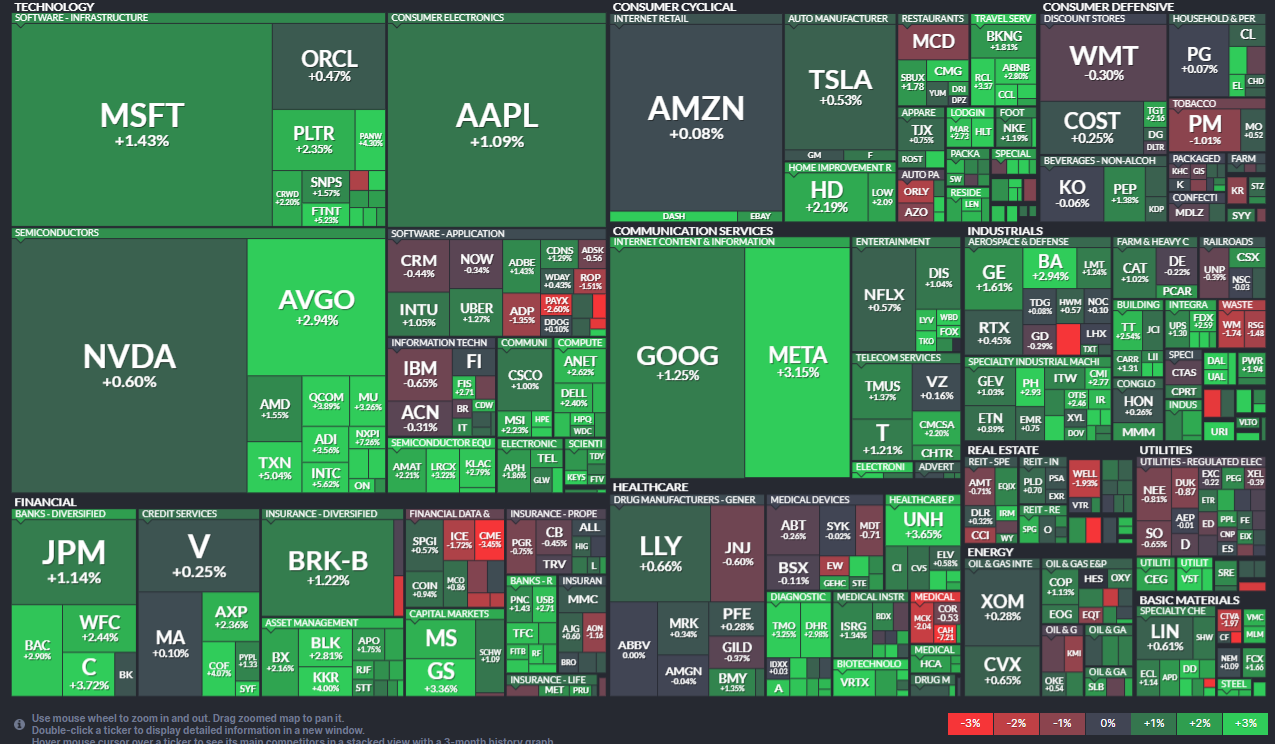 TECHNOLOGY
SOFTWARE - INFRASTRUCTURE
MSFT
+1.43%
ORCL
+0.47%
PLTR
+2.35%
PANW
+4.30%
CRWD
+2.20%
SNPS
+1.57%
FTNT
+5.23%
CONSUMER ELECTRONICS
AAPL
+1.09%
SEMICONDUCTORS
NVDA
+0.60%
AVGO
+2.94%
AMD
+1.55%
QCOM
+3.89%
MU
+3.26%
ADI
+3.56%
NXPI
+7.26%
TXN
+5.04%
INTC
+5.62%
ON
SOFTWARE - APPLICATION
CRM
-0.44%
NOW
-0.34%
ADBE
+1.43%
CDNS
+1.29%
ADSK
-0.56
WDAY
+0.43%
ROP
-1.51%
INTU
+1.05%
UBER
+1.27%
ADP
-1.35%
PAYX
-2.60%
DDOG
+0.10%
INFORMATION TECHN
IBM
-0.65%
FI
FIS
+2.71
ACN
-0.31%
BR
CDW
IT
COMMUNI
CSCO
+1.00%
MSI
+2.23%
HPE
COMPUTE
ANET
+2.62%
DELL
+2.40%
HPQ
WDC
SEMICONDUCTOR EQU
AMAT
+2.21%
LRCX
+3.22%
KLAC
+2.79%
ELECTRONIC
APH
+1.86%
TEL
GLW
SCIENTI
TDY
KEYS
FTV
CONSUMER CYCLICAL
INTERNET RETAIL
AMZN
+0.08%
DASH
EBAY
AUTO MANUFACTURER
TSLA
+0.53%
GM
F
HOME IMPROVEMENT R
HD
+2.19%
LOW
+2.09
RESTAURANTS
MCD
SBUX
+1.78
CMG
YUM
DRI
DPZ
TRAVEL SERV
BKNG
+1.81%
RCL
+3.37
ABNB
+2.80%
CCL
APPARE
TJX
+0.75%
ROST
LODGIN
MAR
+2.73
HLT
FOOT
NKE
+1.19%
PACKA
SW
SPECIAL
AUTO PA
ORLY
AZO
RESIDE
LEN
CONSUMER DEFENSIVE
DISCOUNT STORES
WMT
-0.30%
COST
+0.25%
TGT
+2.16
DG
DLTR
HOUSEHOLD & PER
PG
+0.07%
CL
EL
CHD
TOBACCO
PM
-1.01%
MO
+0.52
BEVERAGES - NON-ALCOH
KO
-0.06%
PEP
+1.38%
KDP
PACKAGED
KHC
GIS
K
FARM
KR
STZ
CONFECTI
MDLZ
SYY
COMMUNICATION SERVICES
INTERNET CONTENT & INFORMATION
GOOG
+1.25%
META
+3.15%
ENTERTAINMENT
NFLX
+0.57%
DIS
+1.04%
LYV
WBD
FOX
TKO
TELECOM SERVICES
TMUS
+1.37%
VZ
+0.16%
T
+1.21%
CMCSA
+2.20%
CHTR
ELECTRONI
ADVERT
INDUSTRIALS
AEROSPACE & DEFENSE
GE
+1.61%
BA
+2.94%
LMT
+1.24%
TDG
+0.08%
HWM
+0.57
NOC
+0.10
RTX
+0.45%
GD
-0.29%
LHX
TXT
FARM & HEAVY C
CAT
+1.02%
DE
-0.22%
PCAR
RAILROADS
UNP
-0.39%
CSX
NSC
-0.03
BUILDING
TT
+2.54%
JCI
CARR
+1.31
LII
INTEGRA
UPS
+1.30
FDX
+2.59
WASTE
WM
-1.74
RSG
-1.48
SPECIALTY INDUSTRIAL MACHI
GEV
+1.03%
PH
+2.93
ITW
CMI
+2.77
OTIS
+2.46
IR
ETN
+0.89%
EMR
+0.75
XYL
DOV
SPECI
CTAS
DAL
UAL
PWR
+1.94
CONGLO
HON
+0.26%
MMM
CPRT
INDUS
URI
VLTO
FINANCIAL
BANKS - DIVERSIFIED
JPM
+1.14%
BAC
+2.90%
WFC
+2.44%
C
+3.72%
BK
CREDIT SERVICES
V
+0.25%
MA
+0.10%
AXP
+2.36%
COF
+4.07%
PYPL
+1.33
SYF
INSURANCE - DIVERSIFIED
BRK-B
+1.22%
ASSET MANAGEMENT
BX
+2.16%
BLK
+2.81%
APO
+1.75%
KKR
+4.00%
RJF
STT
FINANCIAL DATA &
SPGI
+0.57%
ICE
-1.72%
CME
-3.45%
COIN
+0.94%
MCO
+0.86
CAPITAL MARKETS
MS
GS
+3.36%
SCHW
+1.09
INSURANCE - PROPE
PGR
-0.75%
CB
-0.45%
ALL
TRV
HIG
L
BANKS - R
PNC
+1.43
USB
+2.71
TFC
FITB
RF
INSURAN
MMC
AJG
+0.60
AON
-1.16
BRO
INSURANCE - LIFE
MET
PRU
HEALTHCARE
DRUG MANUFACTURERS - GENER
LLY
+0.66%
JNJ
-0.60%
ABBV
0.00%
MRK
+0.34%
PFE
+0.28%
AMGN
-0.04%
GILD
-0.37%
BMY
+1.35%
MEDICAL DEVICES
ABT
-0.26%
SYK
-0.02%
MDT
-0.71
BSX
-0.11%
EW
GEHC
STE
HEALTHCARE P
UNH
+3.65%
CI
CVS
ELV
+0.58%
DIAGNOSTIC
TMO
+3.25%
DHR
+2.98%
IDXX
+0.03
A
MEDICAL INSTR
ISRG
+1.34%
BDX
MEDICAL
MCK
-2.04
COR
-0.53
CAH
-7.21
BIOTECHNOLO
VRTX
MEDICAL
HCA
DRUG M
REAL ESTATE
REIT - SPE
AMT
-0.71%
EQIX
DLR
+0.32%
IRM
CCI
WY
REIT - IN
PLD
+0.70
PSA
EXR
WELL
-1.93%
VTR
REIT - RE
SPG
O
UTILITIES
UTILITIES - REGULATED ELEC
NEE
-0.81%
DUK
-0.87
EXC
-0.22
PEG
XEL
-0.39
ETR
SO
-0.65%
AEP
-0.01
ED
PPL
FE
D
CNP
EIX
ES
UTILITI
CEG
UTILIT
VST
SRE
ENERGY
OIL & GAS INTE
XOM
+0.28%
CVX
+0.65%
OIL & GAS E&P
COP
+1.13%
HES
OXY
EOG
EQT
OIL & G
KMI
OKE
+0.54
OIL & GA
OIL & GA
SLB
BASIC MATERIALS
SPECIALTY CHE
LIN
+0.61%
SHW
ECL
+1.14
APD
DD
CTVA
-1.97
CF
VMC
MLM
NEM
+0.09
FCX
+1.66
STEEL
Use mouse wheel to zoom in and out. Drag zoomed map to pan it.
Double-click a ticker to display detailed information in a new window.
Hover mouse cursor over a ticker to see its main competitors in a stacked view with a 3-month history graph.
-3%
-2%
-1%
0%
+1%
+2%
+3%